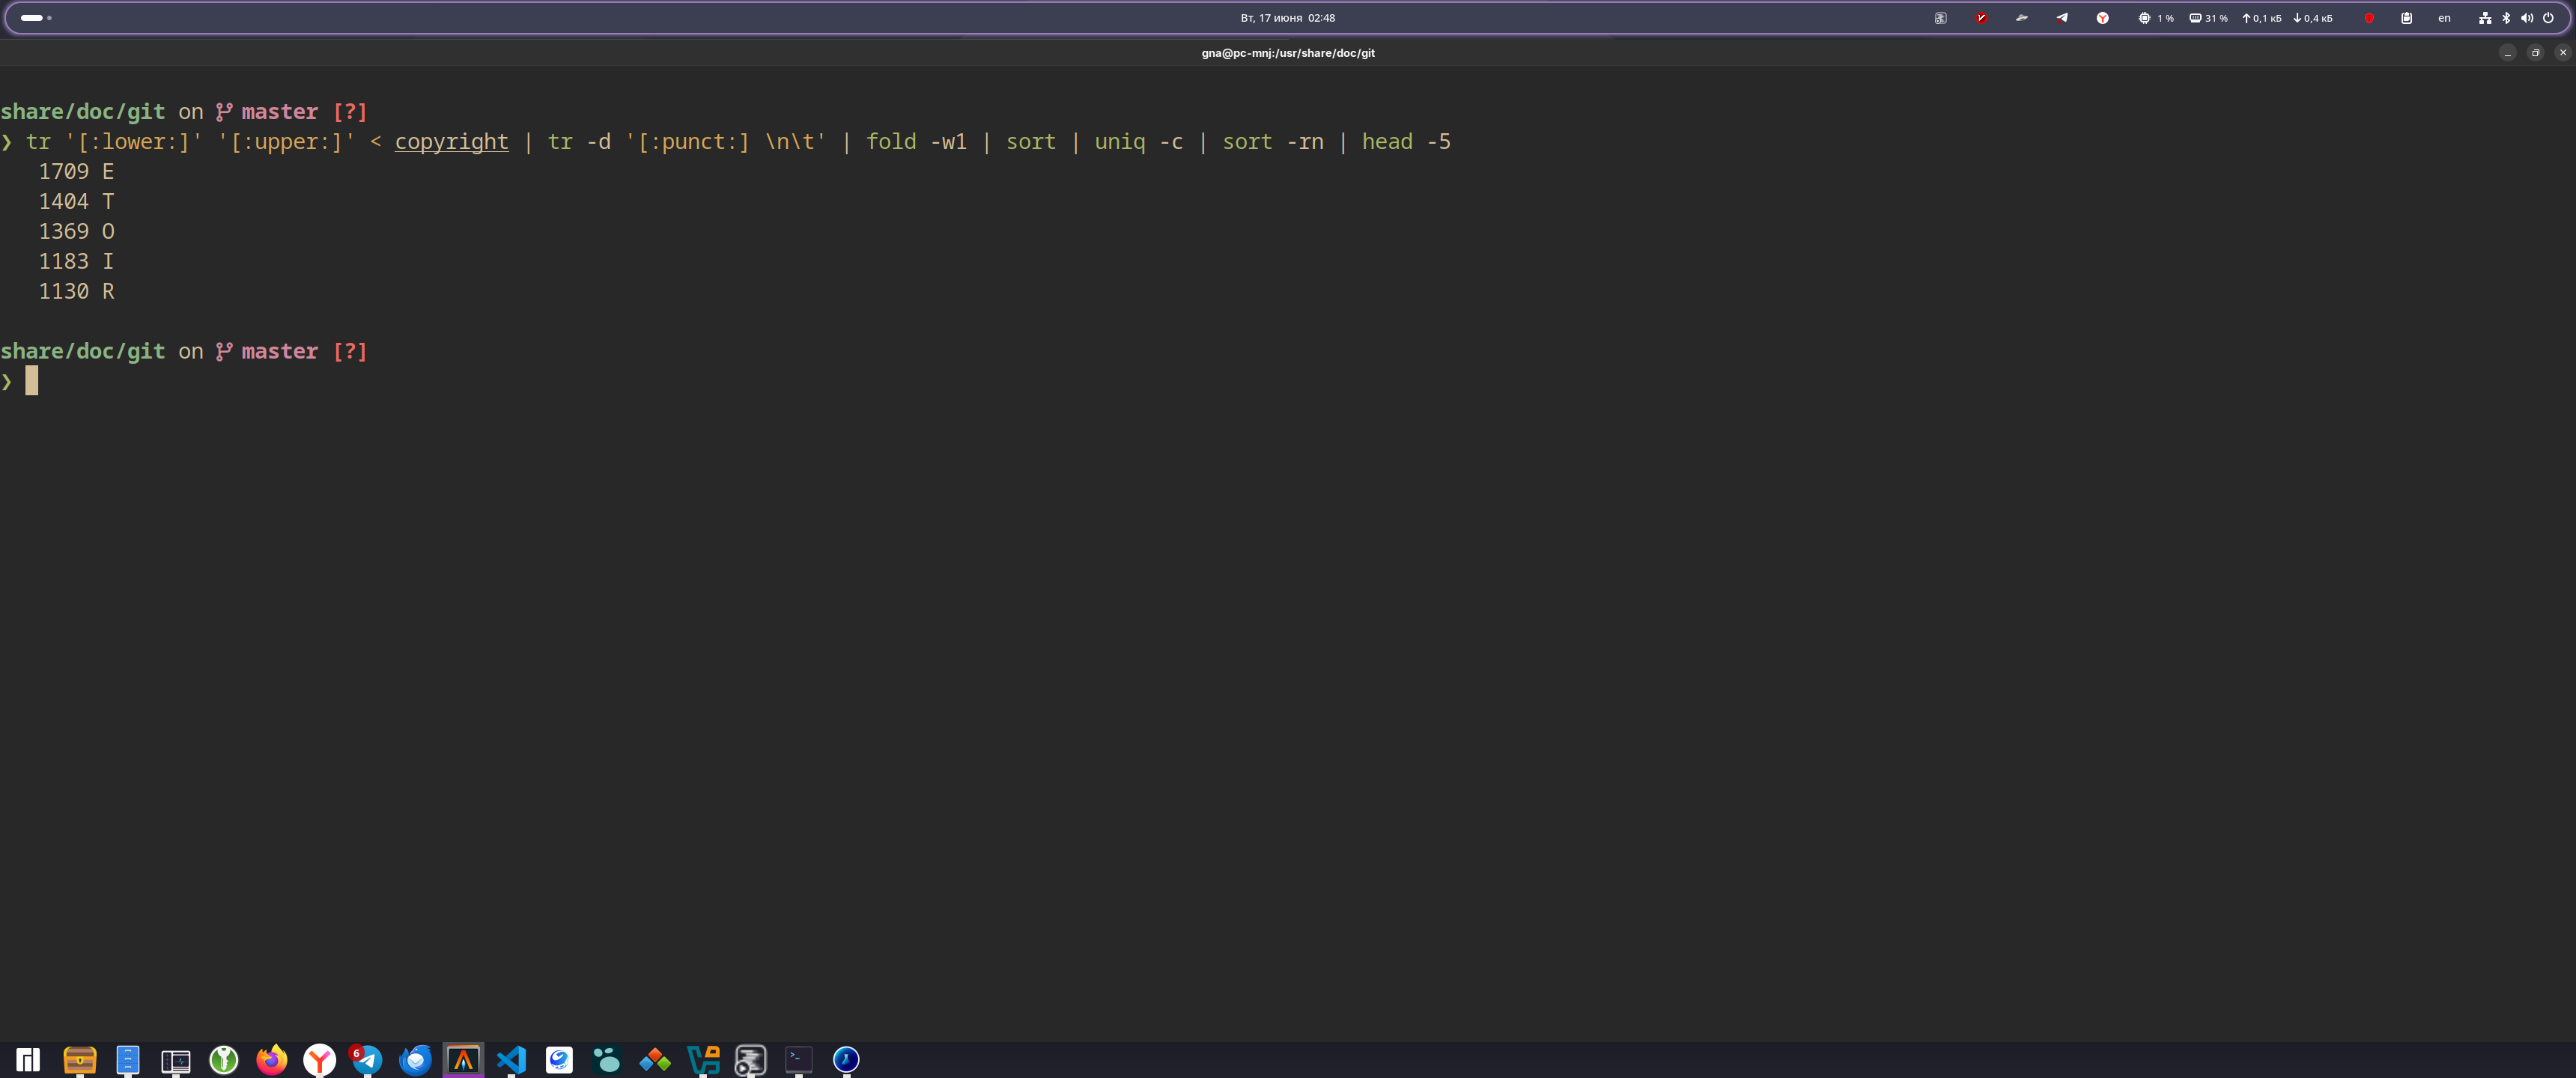 Вт, 17 июня 02:48
1 % 31 % 0,1 кБ 0,4 кБ en
gna@pc-mnj:/usr/share/doc/git
share/doc/git on master [?]
❯ tr '[:lower:]' '[:upper:]' < copyright | tr -d '[:punct:] \n\t' | fold -w1 | sort | uniq -c | sort -rn | head -5
1709 E
1404 T
1369 O
1183 I
1130 R
share/doc/git on master [?]
❯
6